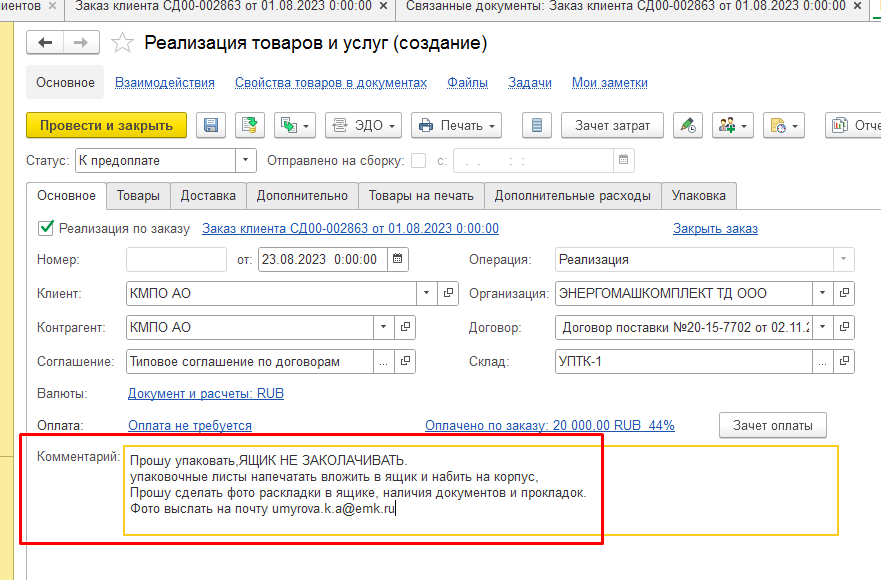 иентов × Заказ клиента СД00-002863 от 01.08.2023 0:00:00 × Связанные документы: Заказ клиента СД00-002863 от 01.08.2023 0:00:00 ×
Реализация товаров и услуг (создание)
Основное Взаимодействия Свойства товаров в документах Файлы Задачи Мои заметки
Провести и закрыть ЭДО Печать Зачет затрат Отче
Статус: К предоплате Отправлено на сборку: с: . . : :
Основное Товары Доставка Дополнительно Товары на печать Дополнительные расходы Упаковка
Реализация по заказу Заказ клиента СД00-002863 от 01.08.2023 0:00:00 Закрыть заказ
Номер: от: 23.08.2023 0:00:00 Операция: Реализация
Клиент: КМПО АО Организация: ЭНЕРГОМАШКОМПЛЕКТ ТД ООО
Контрагент: КМПО АО Договор: Договор поставки №20-15-7702 от 02.11.2
Соглашение: Типовое соглашение по договорам ... Склад: УПТК-1 ...
Валюты: Документ и расчеты: RUB
Оплата: Оплата не требуется Оплачено по заказу: 20 000,00 RUB 44% Зачет оплаты
Комментарий: Прошу упаковать,ЯЩИК НЕ ЗАКОЛАЧИВАТЬ.
упаковочные листы напечатать вложить в ящик и набить на корпус,
Прошу сделать фото раскладки в ящике, наличия документов и прокладок.
Фото выслать на почту umyrova.k.a@emk.ru